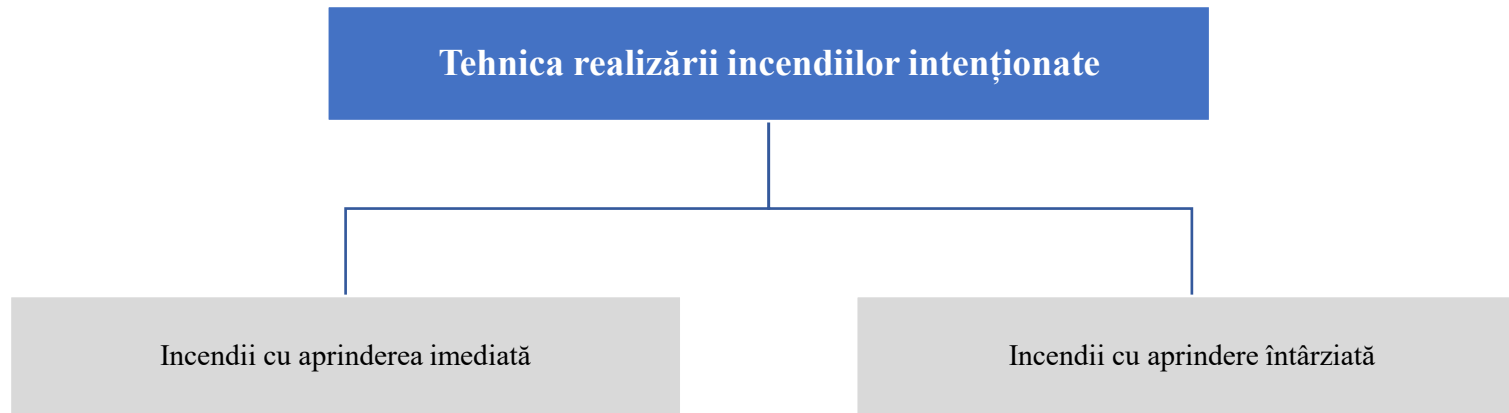 Tehnica realizării incendiilor intenționate
Incendii cu aprinderea imediată
Incendii cu aprindere întârziată